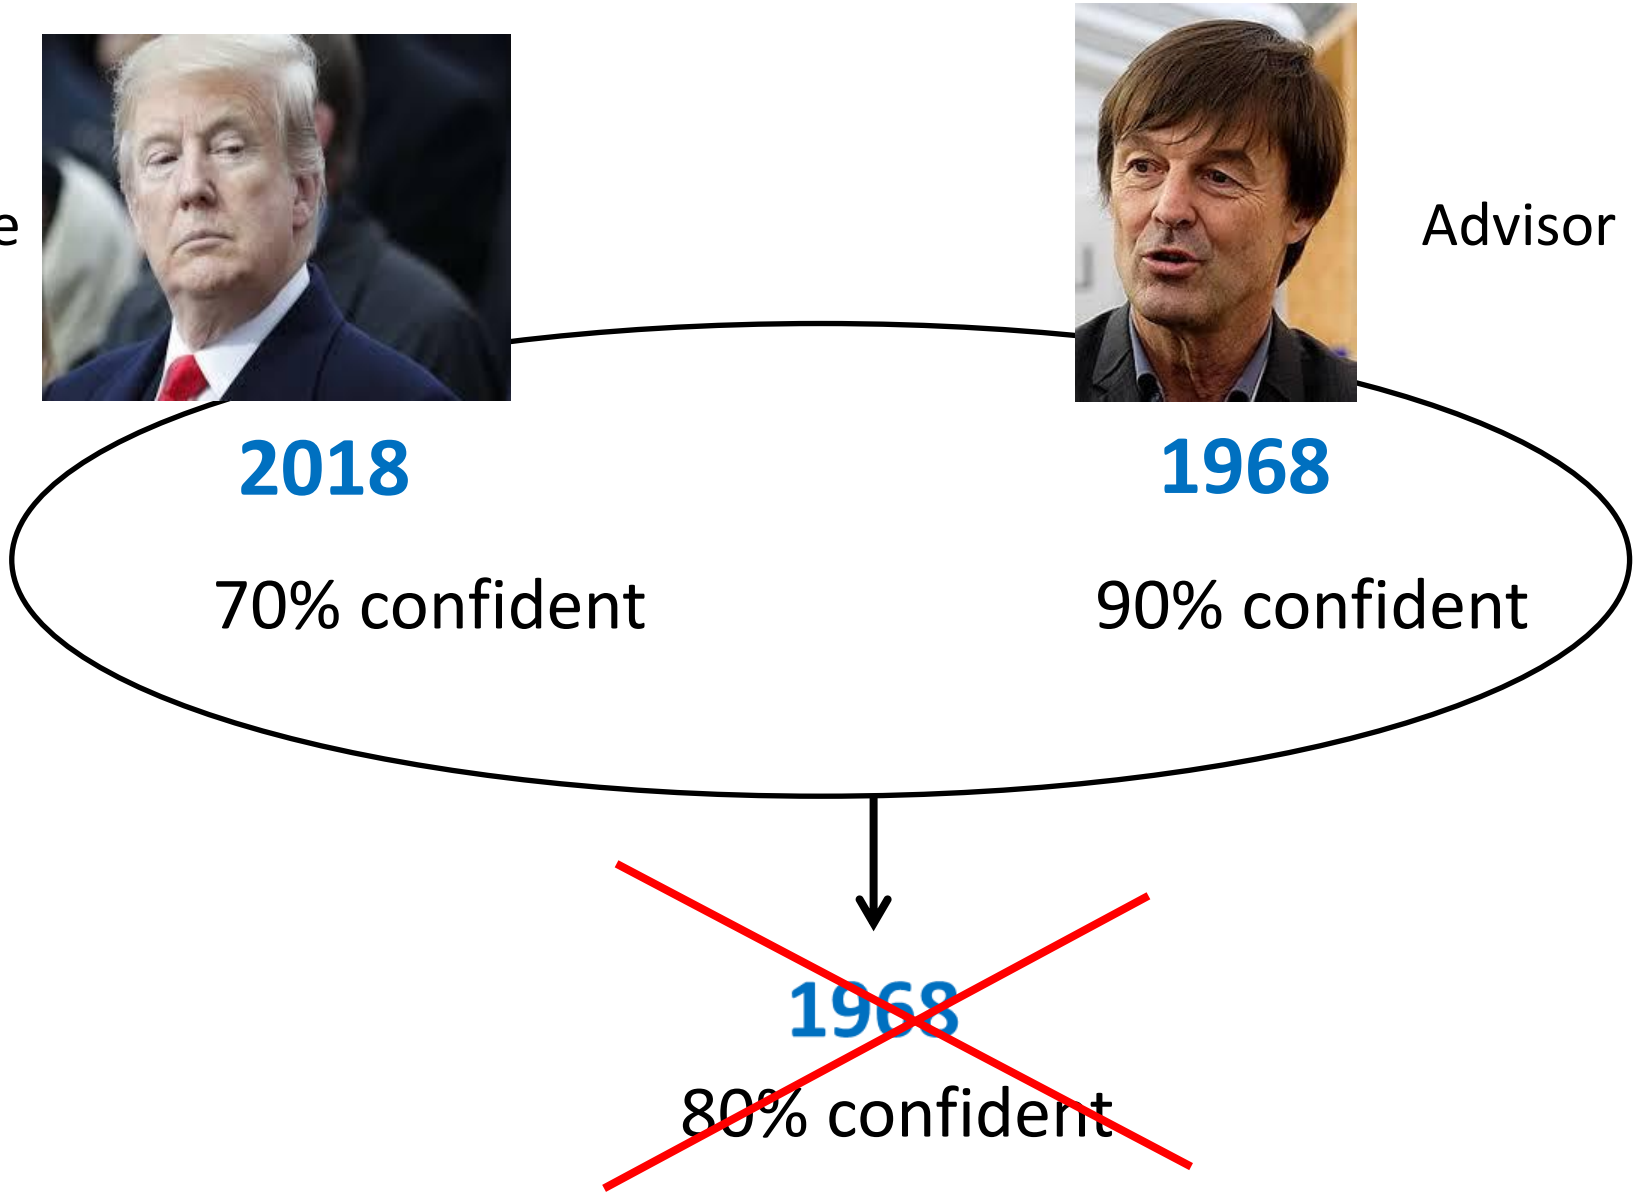 e
Advisor
2018
1968
70% confident
90% confident
1968
80% confident